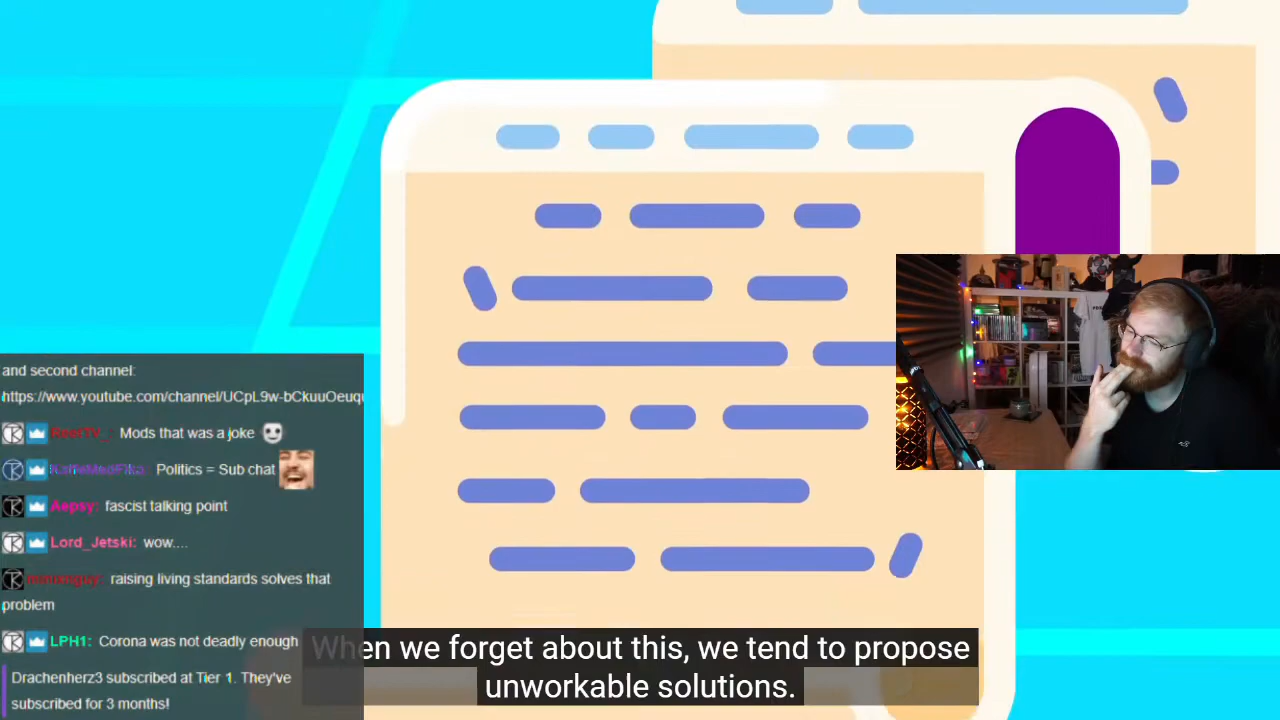 and second channel:
https://www.youtube.com/channel/UCpL9w-bCkuuOeuq
Mods that was a joke
Politics = Sub chat
Aepsy: fascist talking point
Lord_Jetski: wow....
raising living standards solves that
problem
LPH1: Corona was not deadly enough
Drachenherz3 subscribed at Tier 1. They've
subscribed for 3 months!
When we forget about this, we tend to propose
unworkable solutions.